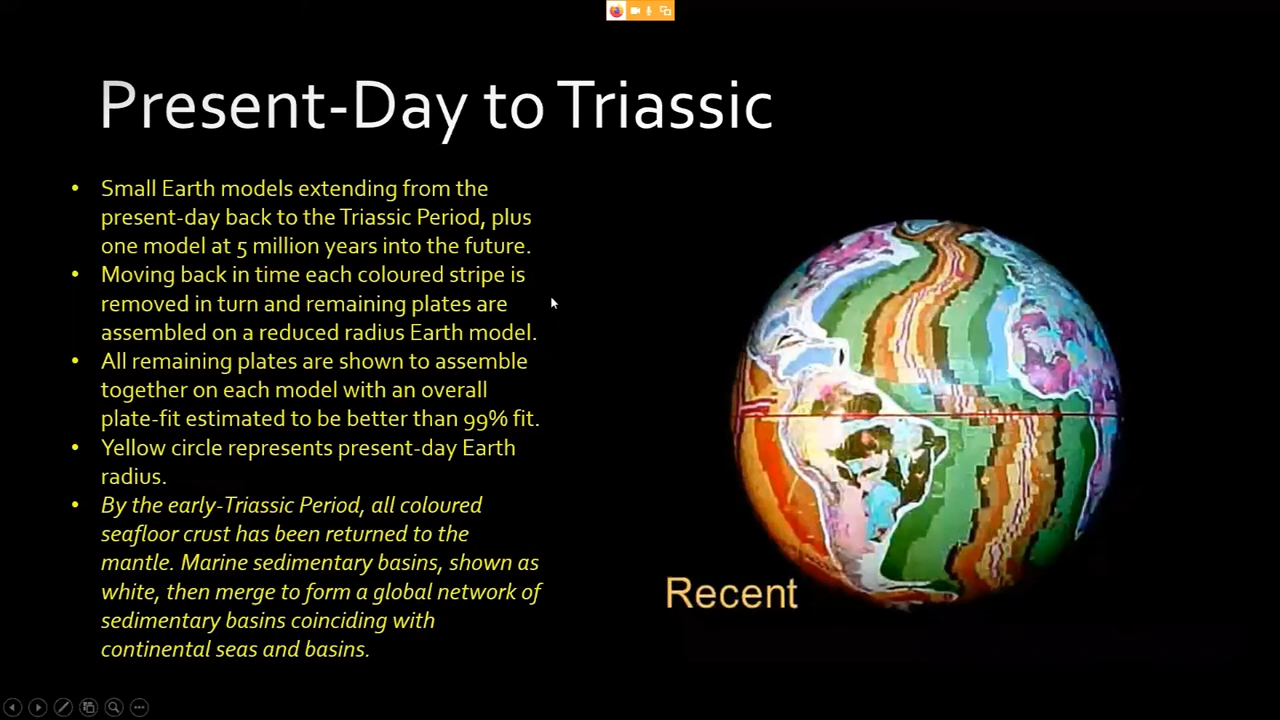 Present-Day to Triassic
• Small Earth models extending from the
present-day back to the Triassic Period, plus
one model at 5 million years into the future.
• Moving back in time each coloured stripe is
removed in turn and remaining plates are
assembled on a reduced radius Earth model.
• All remaining plates are shown to assemble
together on each model with an overall
plate-fit estimated to be better than 99% fit.
• Yellow circle represents present-day Earth
radius.
• By the early-Triassic Period, all coloured
seafloor crust has been returned to the
mantle. Marine sedimentary basins, shown as
white, then merge to form a global network of
sedimentary basins coinciding with
continental seas and basins.
Recent